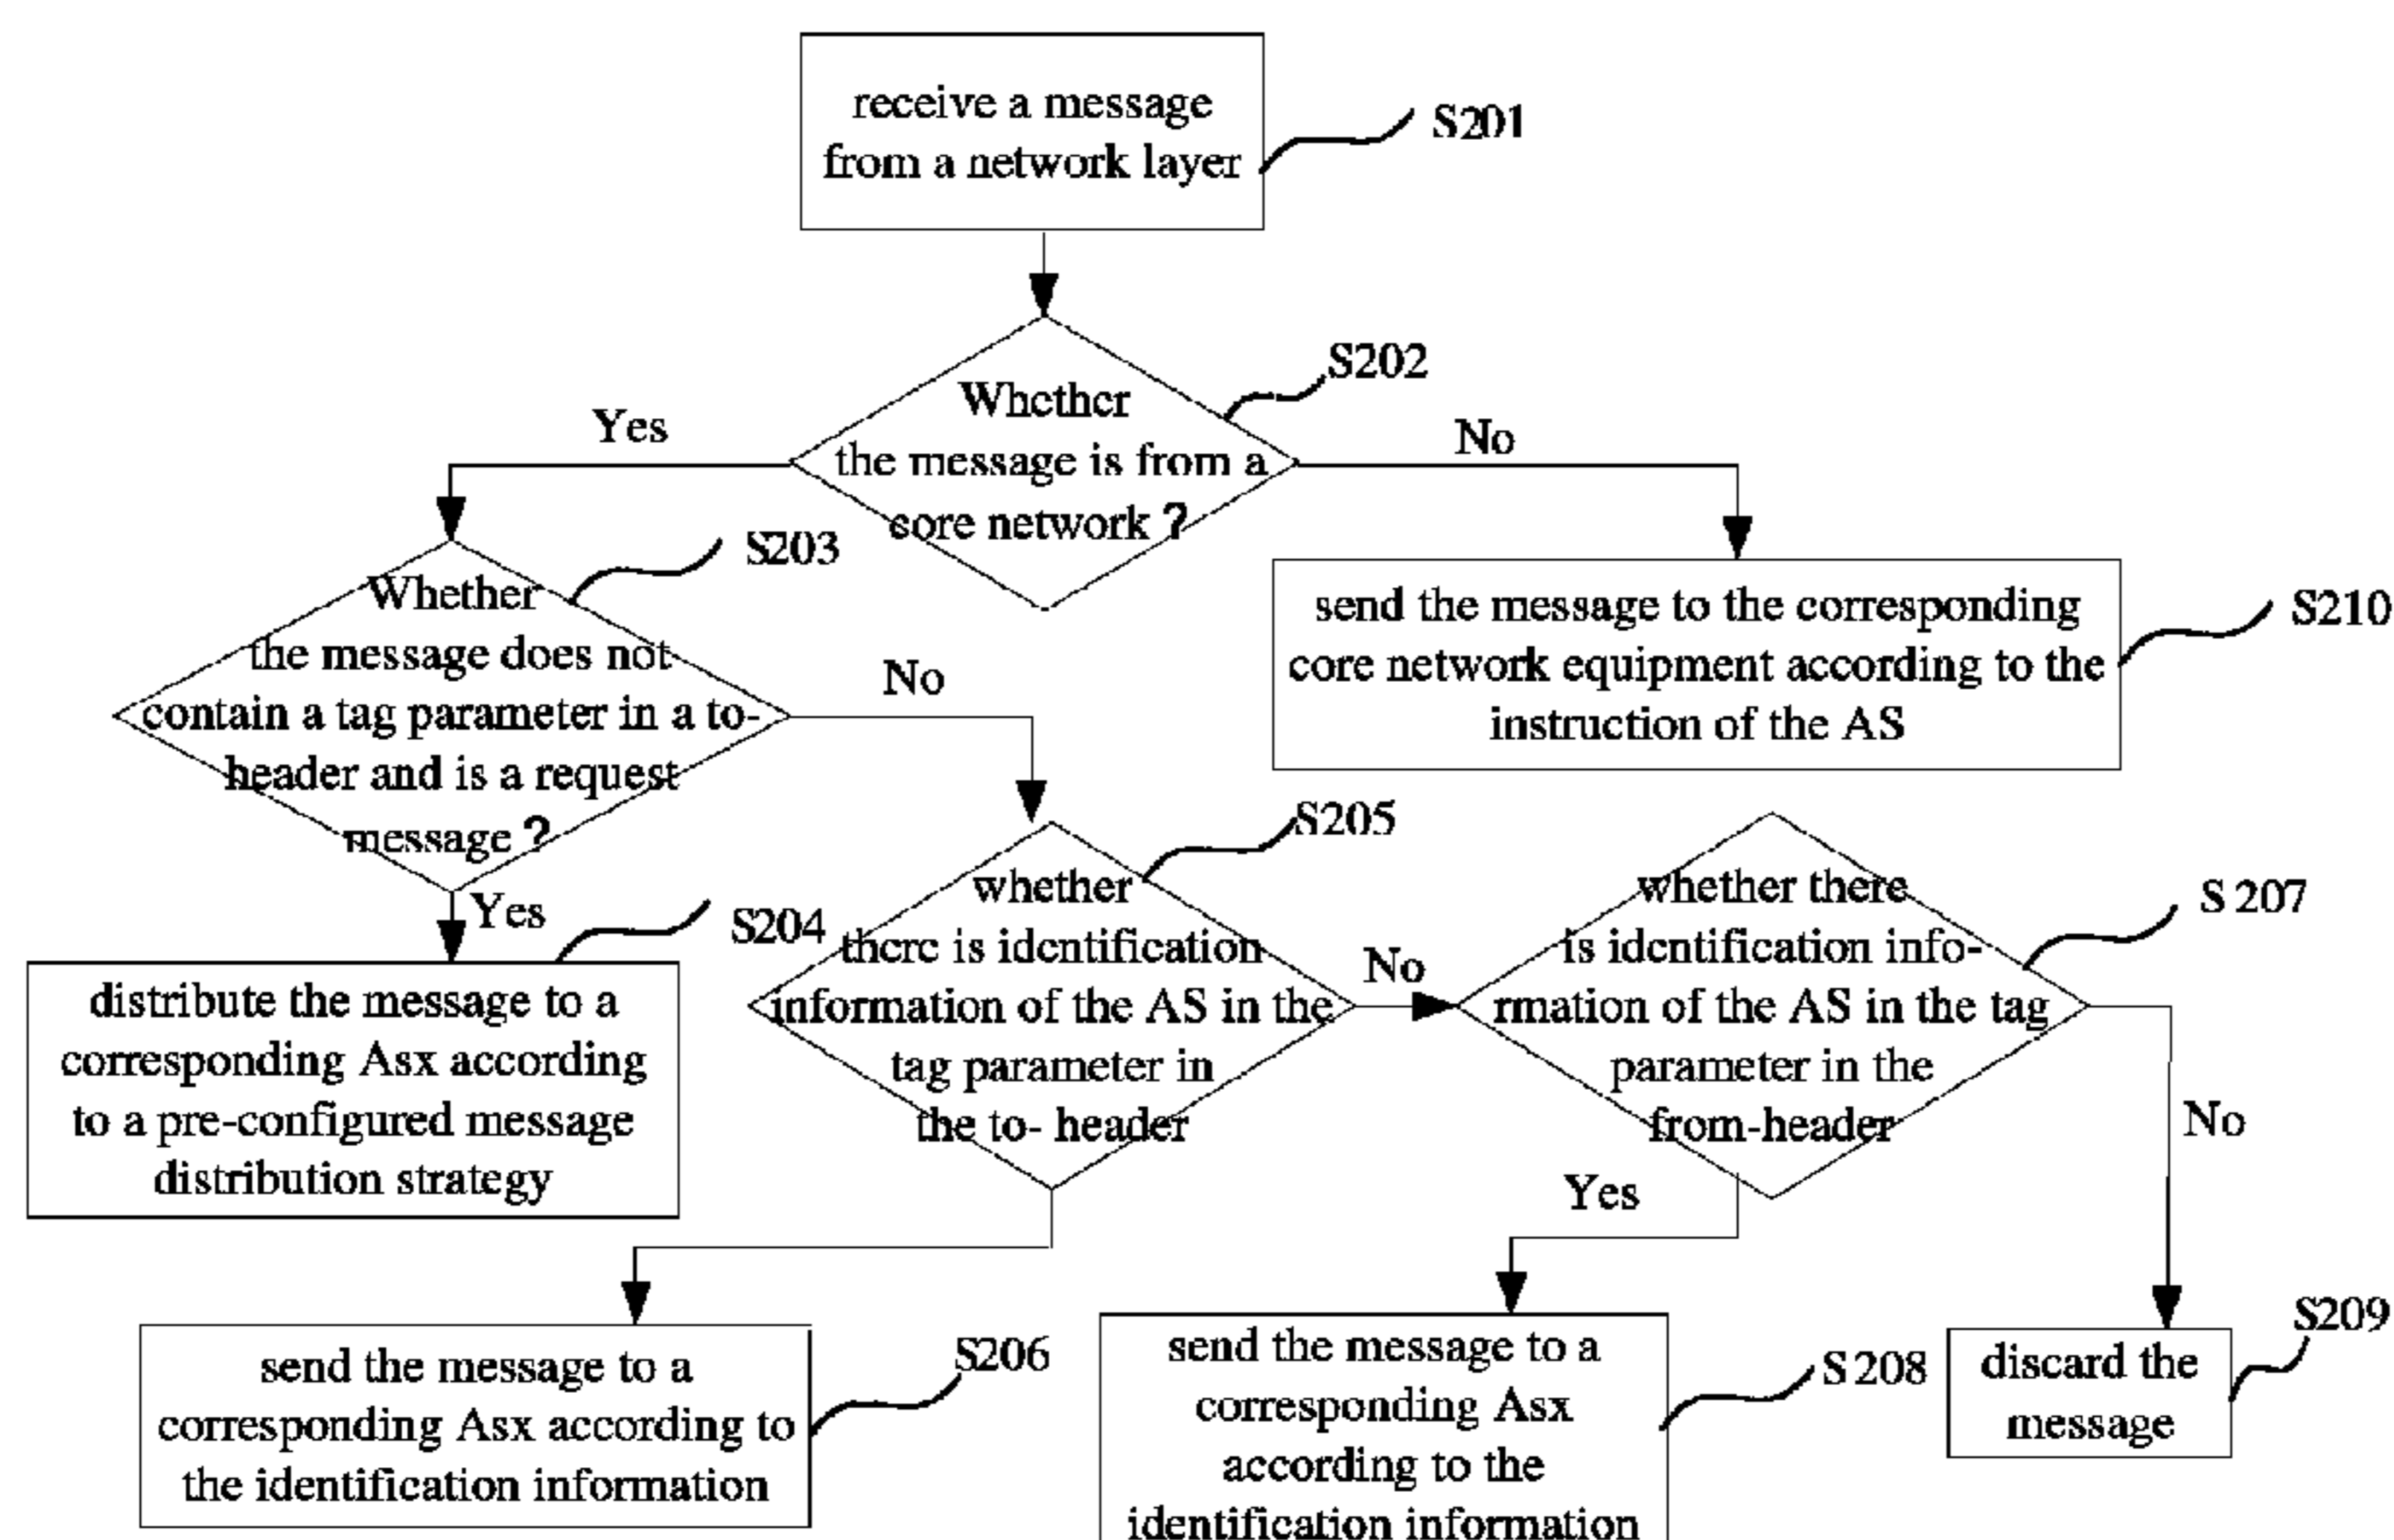 receive a message
from a network layer
S201
Whether
the message is from a
core network ?
S202
Yes
No
Whether
the message does not
contain a tag parameter in a to-
header and is a request
message ?
S203
send the message to the corresponding
core network equipment according to the
instruction of the AS
S210
No
Yes
distribute the message to a
corresponding Asx according
to a pre-configured message
distribution strategy
S204
whether
there is identification
information of the AS in the
tag parameter in
the to- header
S205
No
whether there
is identification info-
rmation of the AS in the tag
parameter in the
from-header
S 207
Yes
No
send the message to a
corresponding Asx according to
the identification information
S206
send the message to a
corresponding Asx
according to the
identification information
S 208
discard the
message
S209